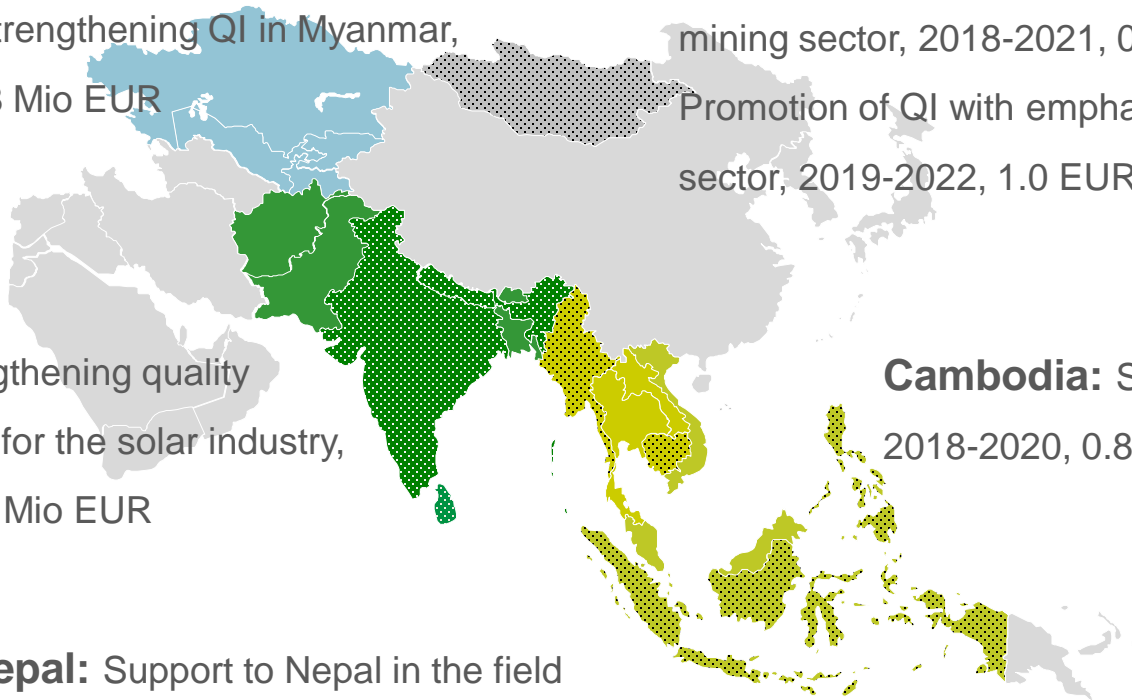 trengthening QI in Myanmar,
Mio EUR
mining sector, 2018-2021, 0
Promotion of QI with empha
sector, 2019-2022, 1.0 EUR
gthening quality
for the solar industry,
Mio EUR
Cambodia: S
2018-2020, 0.8
epal: Support to Nepal in the field